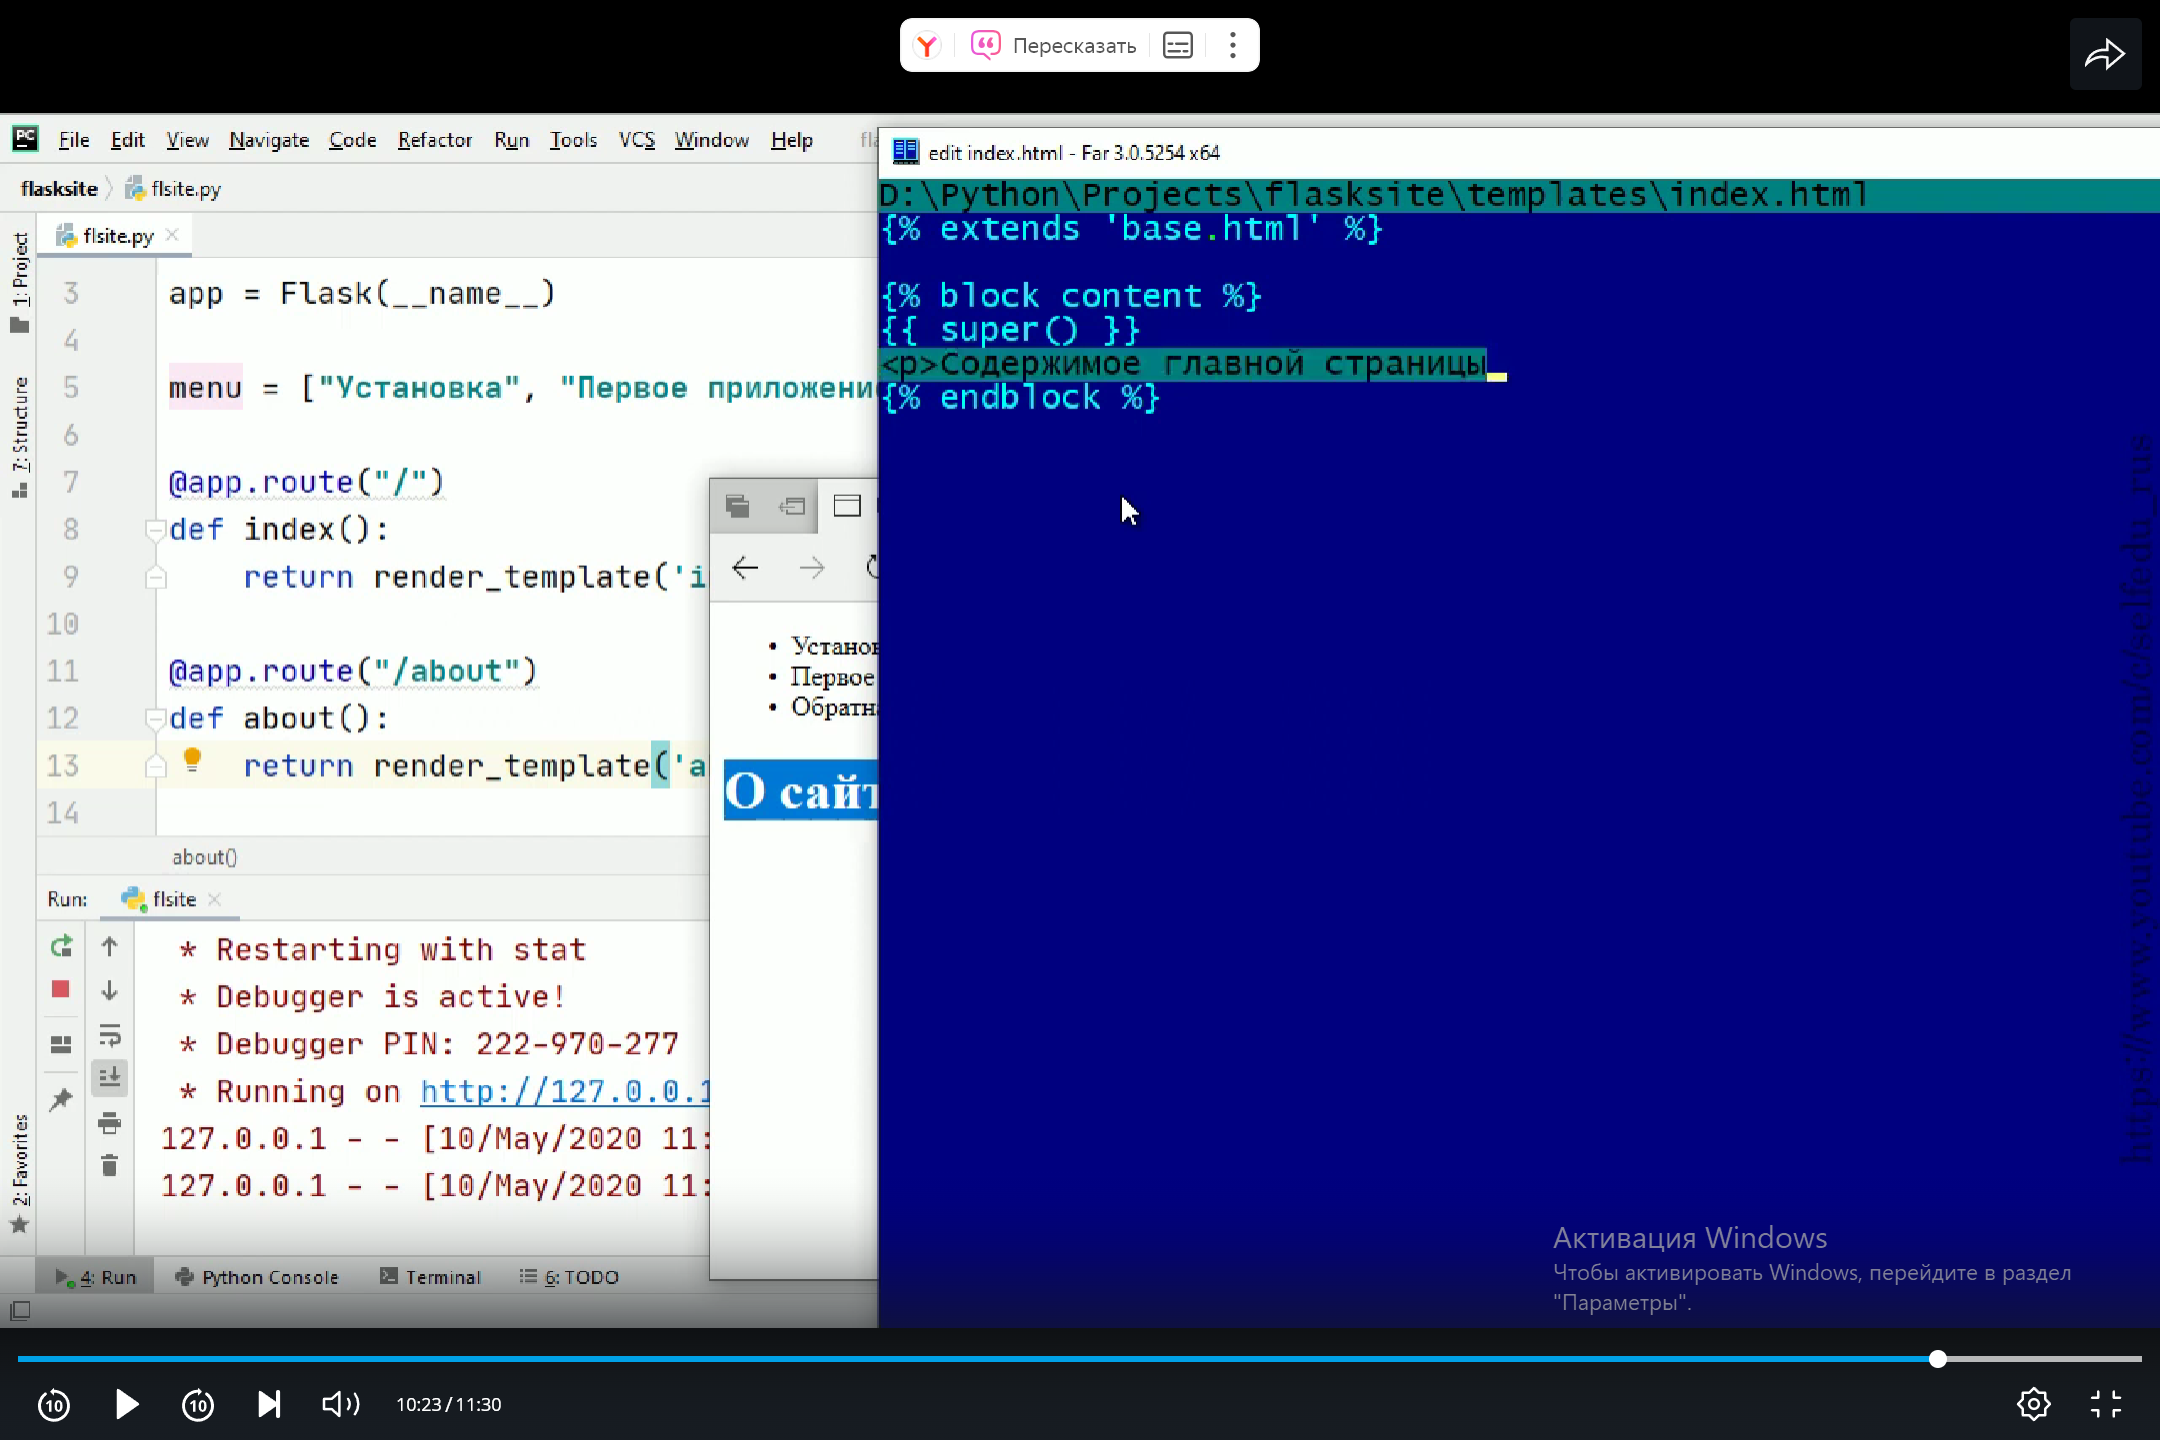 Пересказать
File Edit View Navigate Code Refactor Run Tools VCS Window Help
flasksite flsite.py
flsite.py
1: Project
7: Structure
2: Favorites
3 app = Flask(__name__)
4
5 menu = ["Установка", "Первое
6
7 @app.route("/")
8 def index():
9 return render_template('i
10
11 @app.route("/about")
12 def about():
13 return render_template('a
14
about()
Run: flsite
* Restarting with stat
* Debugger is active!
* Debugger PIN: 222-970-277
* Running on http://127.0.0.1
127.0.0.1 - - [10/May/2020 11:
127.0.0.1 - - [10/May/2020 11:
4: Run Python Console Terminal 6: TODO
• Первое
О
edit index.html - Far 3.0.5254 x64
D:\Python\Projects\flasksite\templates\index.html
{% extends 'base.html' %}
{% block content %}
{{ super() }}
<p>Содержимое главной страницы
{% endblock %}
https://www.youtube.com/c/selfedu_rus
Активация Windows
Чтобы активировать Windows, перейдите в раздел
"Параметры".
10 10 10:23 / 11:30